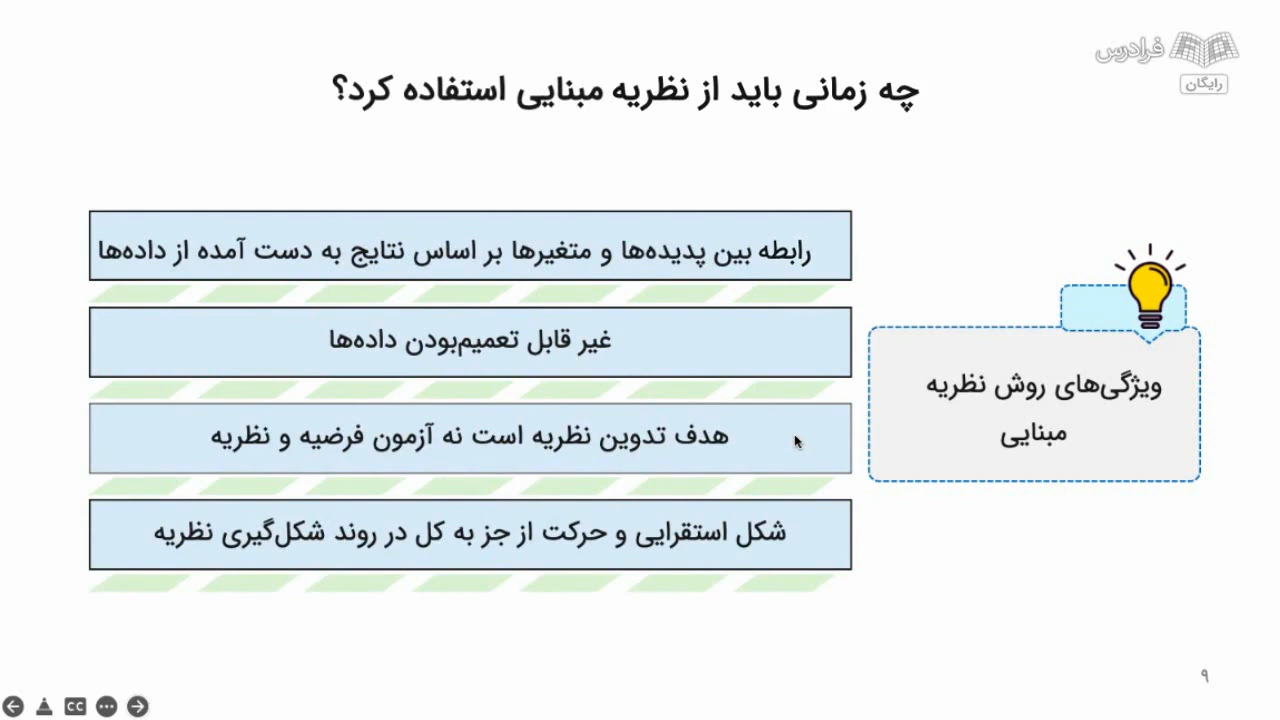 فرادرس
رایگان
چه زمانی باید از نظریه مبنایی استفاده کرد؟
ویژگی‌های روش نظریه
مبنایی
رابطه بین پدیده‌ها و متغیرها بر اساس نتایج به دست آمده از داده‌ها
غیر قابل تعمیم‌بودن داده‌ها
هدف تدوین نظریه است نه آزمون فرضیه و نظریه
شکل استقرایی و حرکت از جز به کل در روند شکل‌گیری نظریه
۹
CC